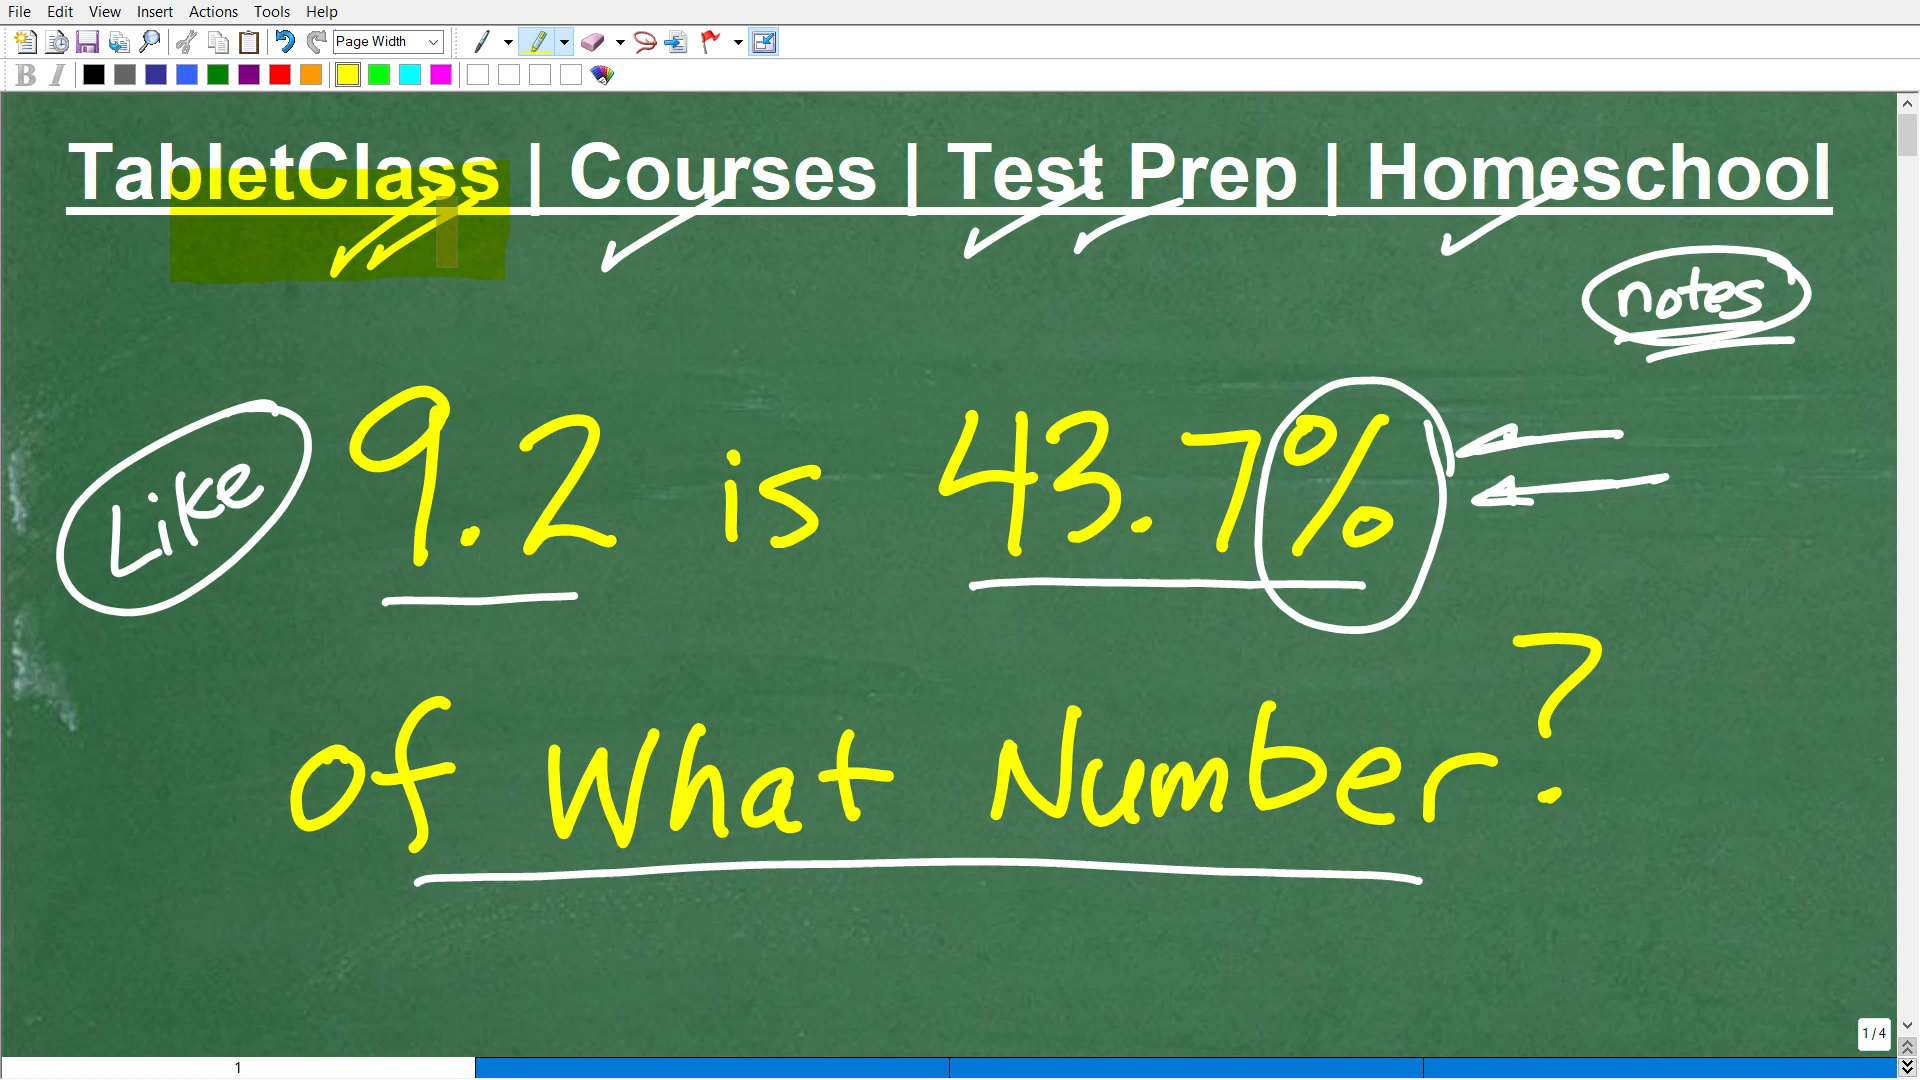 File Edit View Insert Actions Tools Help
Page Width
B I
TabletClass | Courses | Test Prep | Homeschool
notes
Like
9.2 is 43.7%
of What Number?
1 / 4
1